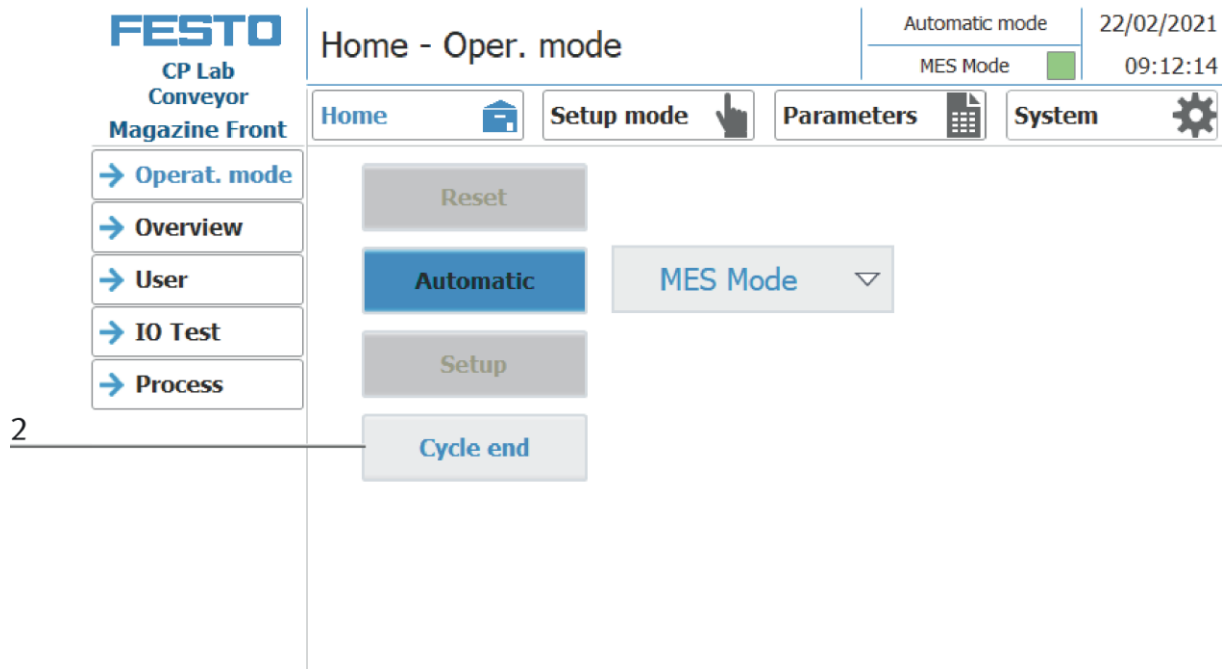 FESTO
CP Lab
Conveyor
Magazine Front
Home - Oper. mode
Automatic mode
MES Mode
22/02/2021
09:12:14
Home
Setup mode
Parameters
System
Operat. mode
Overview
User
IO Test
Process
Reset
Automatic
MES Mode
Setup
Cycle end
2